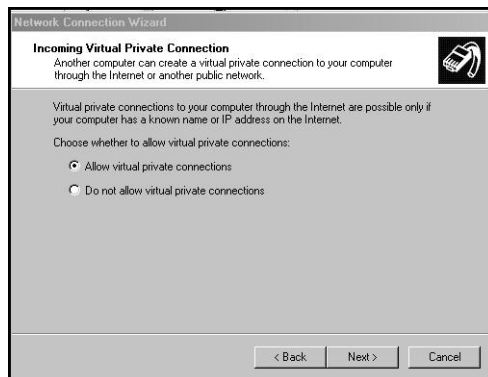 Network Connection Wizard
Incoming Virtual Private Connection
Another computer can create a virtual private connection to your computer
through the Internet or another public network.
Virtual private connections to your computer through the Internet are possible only if
your computer has a known name or IP address on the Internet.
Choose whether to allow virtual private connections:
Allow virtual private connections
Do not allow virtual private connections
< Back
Next >
Cancel